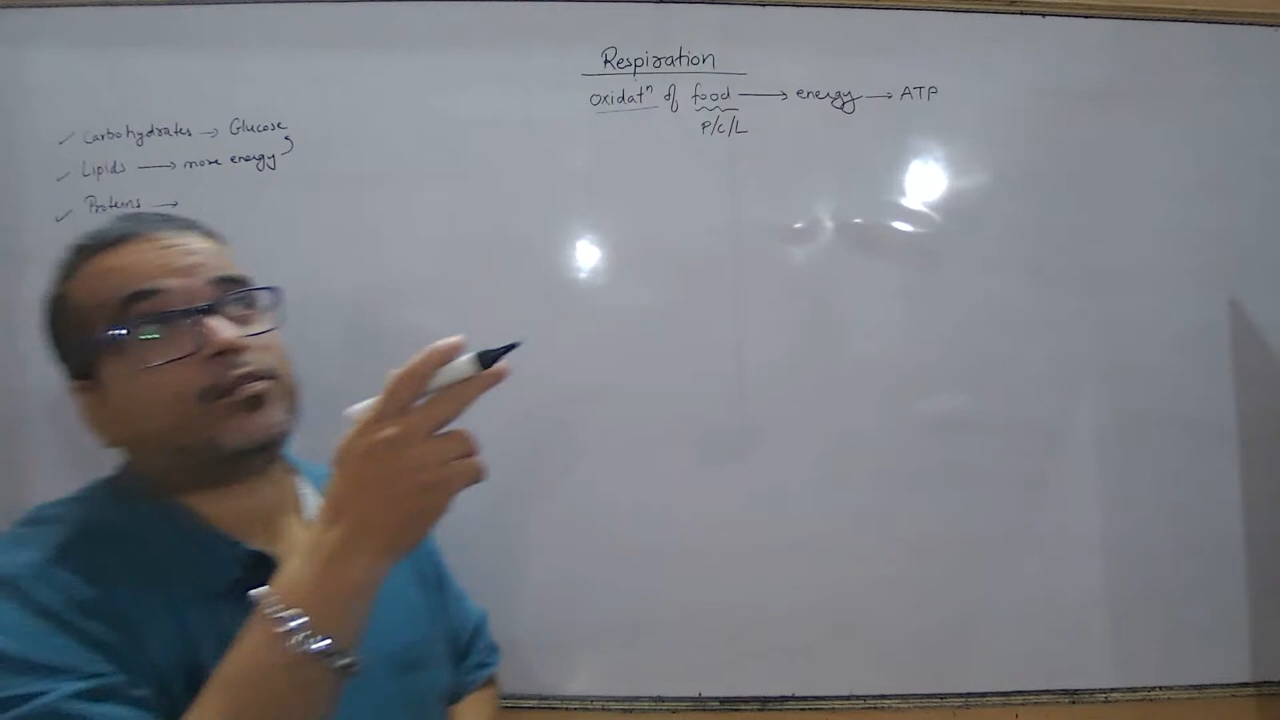 Respiration
Oxidatⁿ of food → energy → ATP
P/C/L
✓ Carbohydrates → Glucose
✓ Lipids → more energy
✓ Proteins →